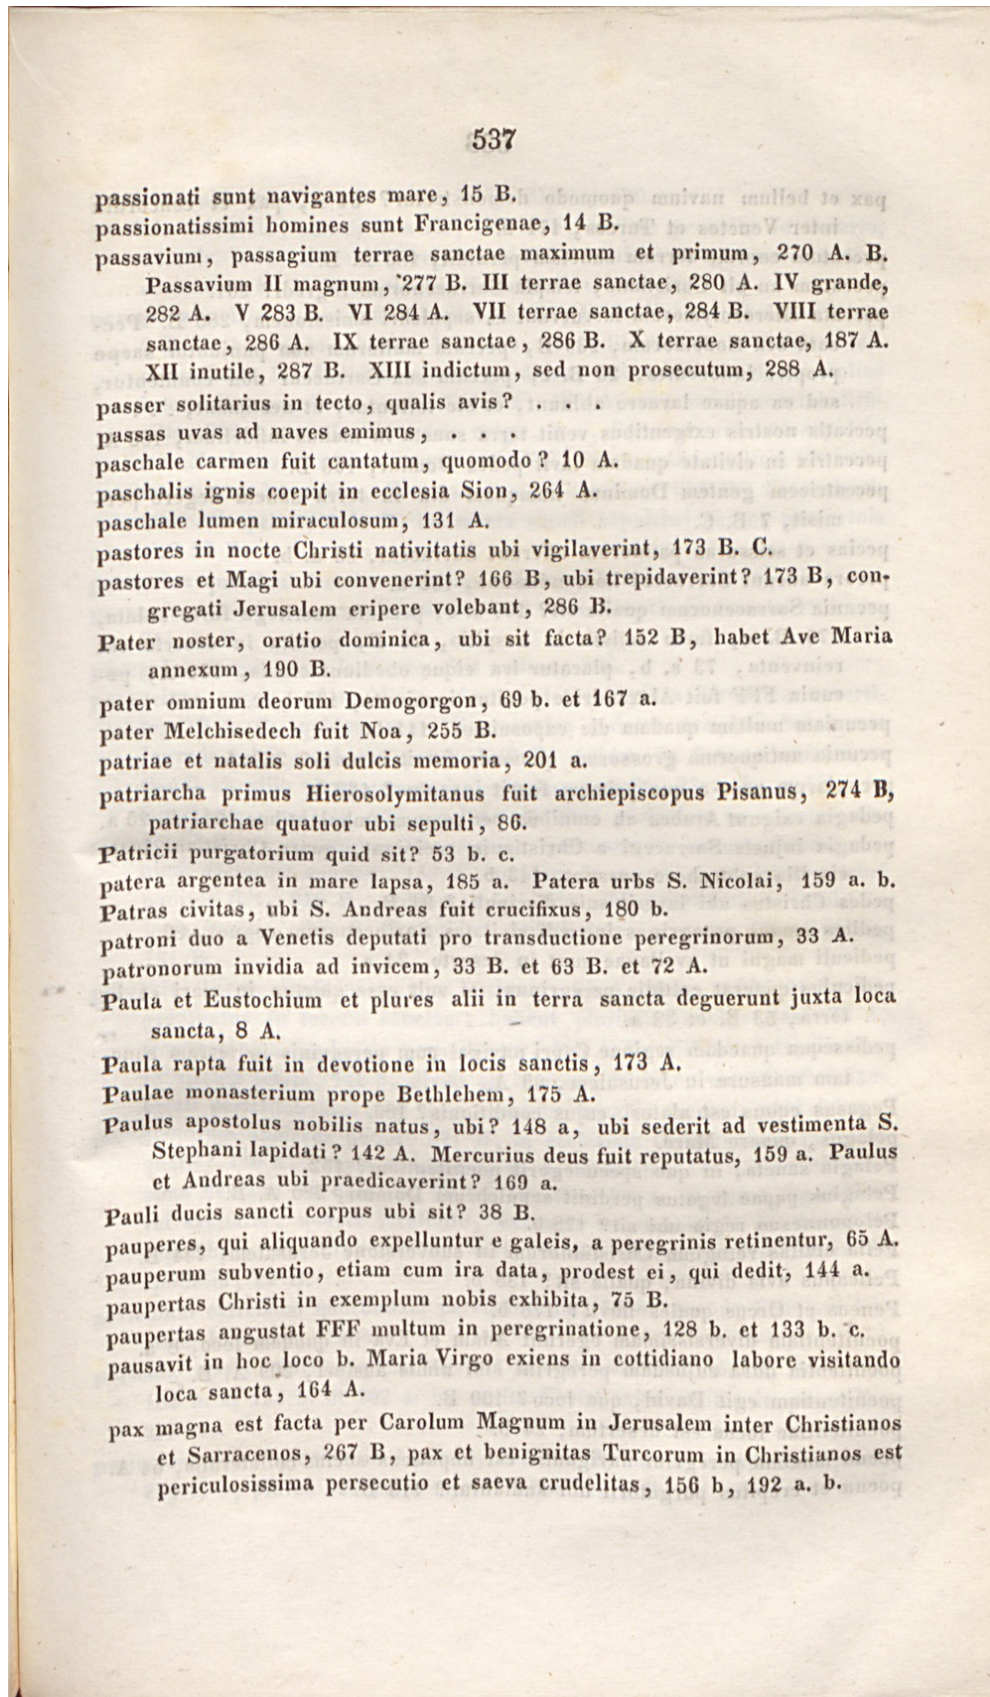 537
passionati sunt navigantes mare, 15 B.
passionatissimi homines sunt Francigenae, 14 B.
passavium, passagium terrae sanctae maximum et primum, 270 A. B.
Passavium II magnum, 277 B. III terrae sanctae, 280 A. IV grande,
282 A. V 283 B. VI 284 A. VII terrae sanctae, 284 B. VIII terrae
sanctae, 286 A. IX terrae sanctae, 286 B. X terrae sanctae, 187 A.
XII inutile, 287 B. XIII indictum, sed non prosecutum, 288 A.
passer solitarius in tecto, qualis avis? . . .
passas uvas ad naves emimus, . . .
paschale carmen fuit cantatum, quomodo? 10 A.
paschalis ignis coepit in ecclesia Sion, 264 A.
paschale lumen miraculosum, 131 A.
pastores in nocte Christi nativitatis ubi vigilaverint, 173 B. C.
pastores et Magi ubi convenerint? 166 B, ubi trepidaverint? 173 B, con-
gregati Jerusalem eripere volebant, 286 B.
Pater noster, oratio dominica, ubi sit facta? 152 B, habet Ave Maria
annexum, 190 B.
pater omnium deorum Demogorgon, 69 b. et 167 a.
pater Melchisedech fuit Noa, 255 B.
patriae et natalis soli dulcis memoria, 201 a.
patriarcha primus Hierosolymitanus fuit archiepiscopus Pisanus, 274 B,
patriarchae quatuor ubi sepulti, 86.
Patricii purgatorium quid sit? 53 b. c.
patera argentea in mare lapsa, 185 a. Patera urbs S. Nicolai, 159 a. b.
Patras civitas, ubi S. Andreas fuit crucifixus, 180 b.
patroni duo a Venetis deputati pro transductione peregrinorum, 33 A.
patronorum invidia ad invicem, 33 B. et 63 B. et 72 A.
Paula et Eustochium et plures alii in terra sancta deguerunt juxta loca
sancta, 8 A.
Paula rapta fuit in devotione in locis sanctis, 173 A.
Paulae monasterium prope Bethlehem, 175 A.
Paulus apostolus nobilis natus, ubi? 148 a, ubi sederit ad vestimenta S.
Stephani lapidati? 142 A. Mercurius deus fuit reputatus, 159 a. Paulus
et Andreas ubi praedicaverint? 169 a.
Pauli ducis sancti corpus ubi sit? 38 B.
pauperes, qui aliquando expelluntur e galeis, a peregrinis retinentur, 65 A.
pauperum subventio, etiam cum ira data, prodest ei, qui dedit, 144 a.
paupertas Christi in exemplum nobis exhibita, 75 B.
paupertas angustat FFF multum in peregrinatione, 128 b. et 133 b. c.
pausavit in hoc loco b. Maria Virgo exiens in cottidiano labore visitando
loca sancta, 164 A.
pax magna est facta per Carolum Magnum in Jerusalem inter Christianos
et Sarracenos, 267 B, pax et benignitas Turcorum in Christianos est
periculosissima persecutio et saeva crudelitas, 156 b, 192 a. b.